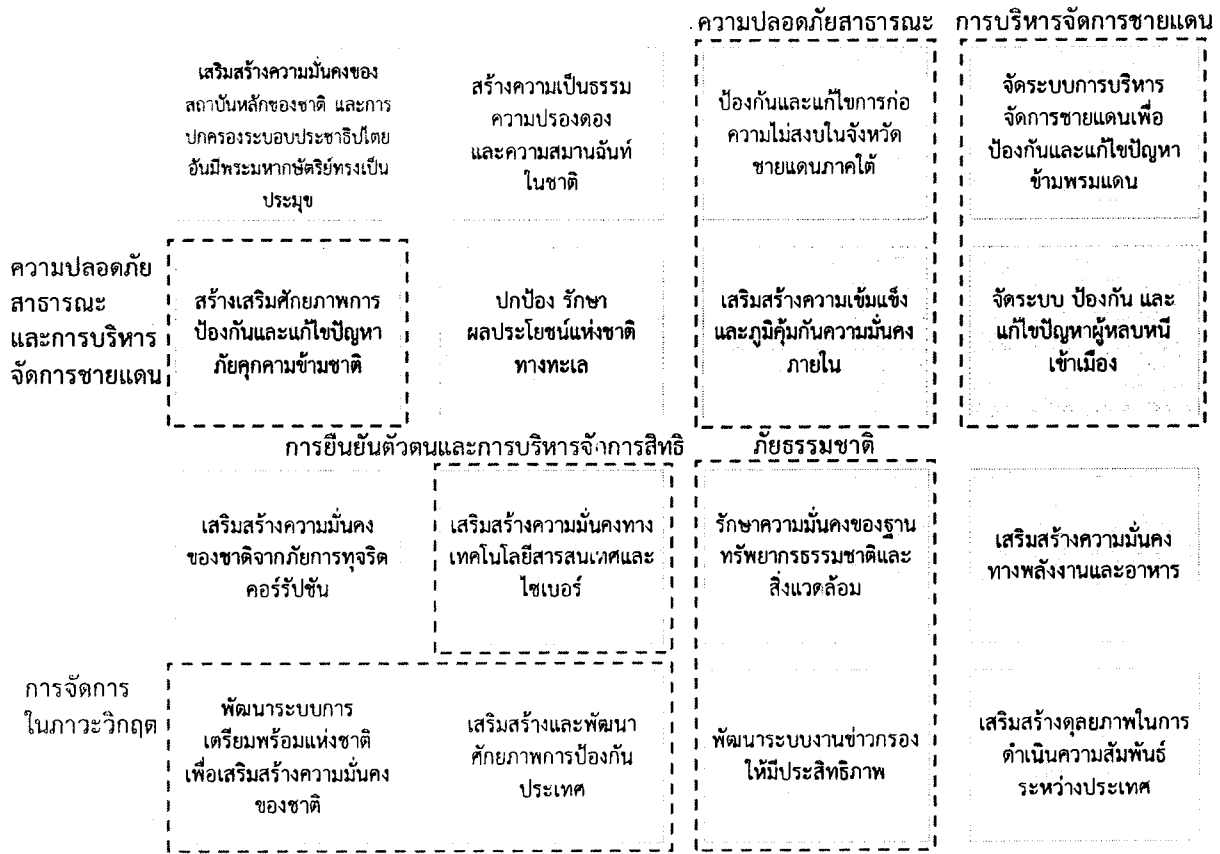 ความปลอดภัยสาธารณะ
การบริหารจัดการชายแดน
เสริมสร้างความมั่นคงของ
สถาบันหลักของชาติ และการ
ปกครองระบอบประชาธิปไตย
อันมีพระมหากษัตริย์ทรงเป็น
ประมุข
สร้างความเป็นธรรม
ความปรองดอง
และความสมานฉันท์
ในชาติ
ป้องกันและแก้ไขการก่อ
ความไม่สงบในจังหวัด
ชายแดนภาคใต้
จัดระบบการบริหาร
จัดการชายแดนเพื่อ
ป้องกันและแก้ไขปัญหา
ข้ามพรมแดน
ความปลอดภัย
สาธารณะ
และการบริหาร
จัดการชายแดน
สร้างเสริมศักยภาพการ
ป้องกันและแก้ไขปัญหา
ภัยคุกคามข้ามชาติ
ปกป้อง รักษา
ผลประโยชน์แห่งชาติ
ทางทะเล
เสริมสร้างความเข้มแข็ง
และภูมิคุ้มกันความมั่นคง
ภายใน
จัดระบบ ป้องกัน และ
แก้ไขปัญหาผู้หลบหนี
เข้าเมือง
การยืนยันตัวตนและการบริหารจัดการสิทธิ
ภัยธรรมชาติ
เสริมสร้างความมั่นคง
ของชาติจากภัยการทุจริต
คอร์รัปชัน
เสริมสร้างความมั่นคงทาง
เทคโนโลยีสารสนเทศและ
ไซเบอร์
รักษาความมั่นคงของฐาน
ทรัพยากรธรรมชาติและ
สิ่งแวดล้อม
เสริมสร้างความมั่นคง
ทางพลังงานและอาหาร
การจัดการ
ในภาวะวิกฤต
พัฒนาระบบการ
เตรียมพร้อมแห่งชาติ
เพื่อเสริมสร้างความมั่นคง
ของชาติ
เสริมสร้างและพัฒนา
ศักยภาพการป้องกัน
ประเทศ
พัฒนาระบบงานข่าวกรอง
ให้มีประสิทธิภาพ
เสริมสร้างดุลยภาพในการ
ดำเนินความสัมพันธ์
ระหว่างประเทศ